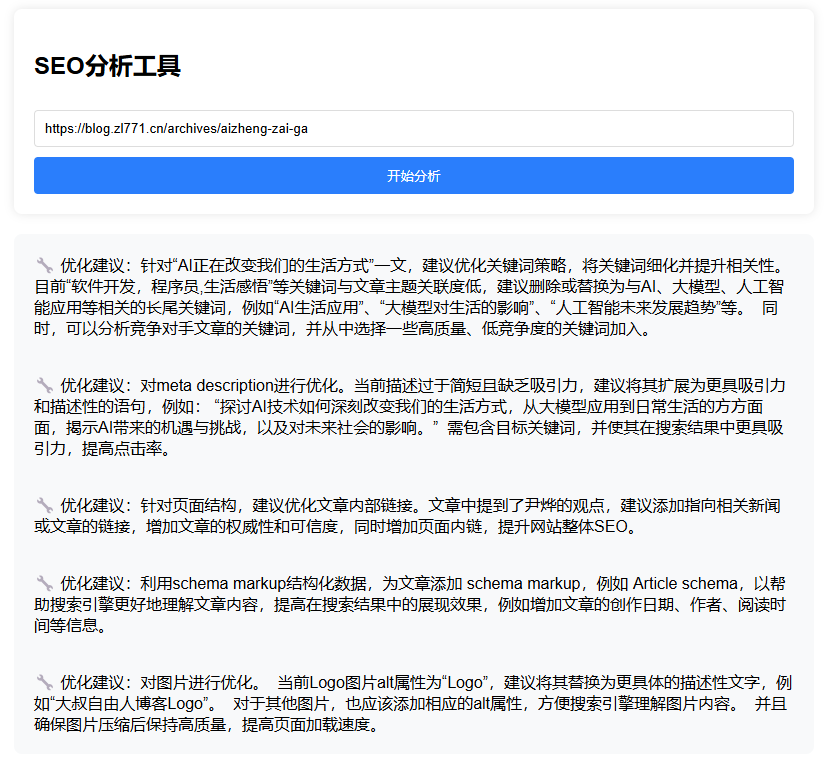 SEO分析工具
https://blog.zl771.cn/archives/aizheng-zai-ga
开始分析
🔧 优化建议：针对“AI正在改变我们的生活方式”一文，建议优化关键词策略，将关键词细化并提升相关性。
目前“软件开发，程序员,生活感悟”等关键词与文章主题关联度低，建议删除或替换为与AI、大模型、人工智
能应用等相关的长尾关键词，例如“AI生活应用”、“大模型对生活的影响”、“人工智能未来发展趋势”等。 同
时，可以分析竞争对手文章的关键词，并从中选择一些高质量、低竞争度的关键词加入。
🔧 优化建议：对meta description进行优化。当前描述过于简短且缺乏吸引力，建议将其扩展为更具吸引力
和描述性的语句，例如： “探讨AI技术如何深刻改变我们的生活方式，从大模型应用到日常生活的方方面
面，揭示AI带来的机遇与挑战，以及对未来社会的影响。” 需包含目标关键词，并使其在搜索结果中更具吸
引力，提高点击率。
🔧 优化建议：针对页面结构，建议优化文章内部链接。文章中提到了尹烨的观点，建议添加指向相关新闻
或文章的链接，增加文章的权威性和可信度，同时增加页面内链，提升网站整体SEO。
🔧 优化建议：利用schema markup结构化数据，为文章添加 schema markup，例如 Article schema，以帮
助搜索引擎更好地理解文章内容，提高在搜索结果中的展现效果，例如增加文章的创作日期、作者、阅读时
间等信息。
🔧 优化建议：对图片进行优化。 当前Logo图片alt属性为“Logo”，建议将其替换为更具体的描述性文字，例
如“大叔自由人博客Logo”。 对于其他图片，也应该添加相应的alt属性，方便搜索引擎理解图片内容。 并且
确保图片压缩后保持高质量，提高页面加载速度。